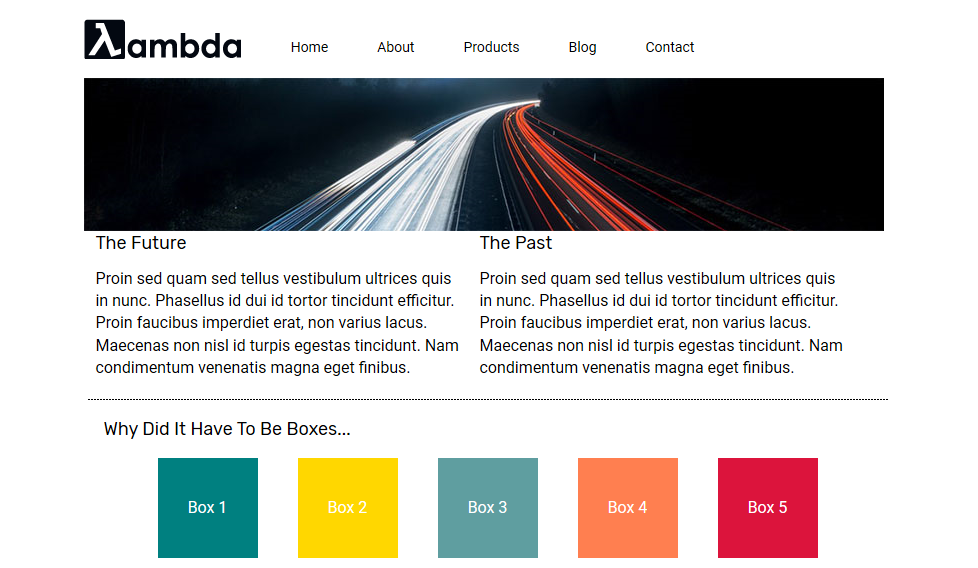 λambda
Home About Products Blog Contact
The Future
Proin sed quam sed tellus vestibulum ultrices quis
in nunc. Phasellus id dui id tortor tincidunt efficitur.
Proin faucibus imperdiet erat, non varius lacus.
Maecenas non nisl id turpis egestas tincidunt. Nam
condimentum venenatis magna eget finibus.
The Past
Proin sed quam sed tellus vestibulum ultrices quis
in nunc. Phasellus id dui id tortor tincidunt efficitur.
Proin faucibus imperdiet erat, non varius lacus.
Maecenas non nisl id turpis egestas tincidunt. Nam
condimentum venenatis magna eget finibus.
Why Did It Have To Be Boxes...
Box 1 Box 2 Box 3 Box 4 Box 5